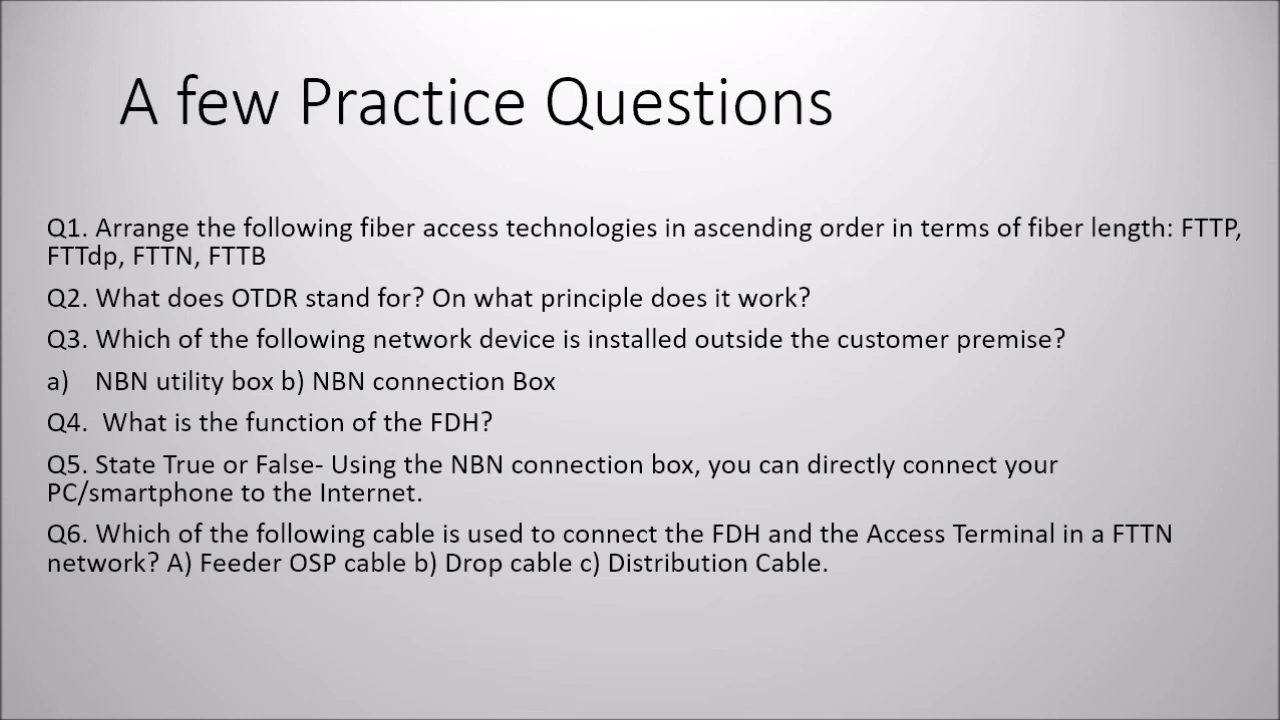 A few Practice Questions
Q1. Arrange the following fiber access technologies in ascending order in terms of fiber length: FTTP,
FTTdp, FTTN, FTTB
Q2. What does OTDR stand for? On what principle does it work?
Q3. Which of the following network device is installed outside the customer premise?
a) NBN utility box b) NBN connection Box
Q4. What is the function of the FDH?
Q5. State True or False- Using the NBN connection box, you can directly connect your
PC/smartphone to the Internet.
Q6. Which of the following cable is used to connect the FDH and the Access Terminal in a FTTN
network? A) Feeder OSP cable b) Drop cable c) Distribution Cable.